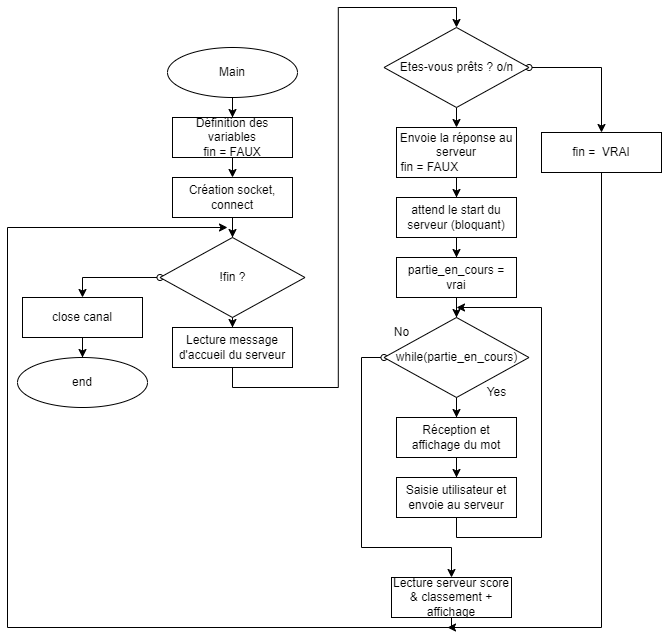 Main
Définition des
variables
fin = FAUX
Création socket,
connect
!fin ?
close canal
end
Lecture message
d'accueil du serveur
Etes-vous prêts ? o/n
fin = VRAI
Envoie la réponse au
serveur
fin = FAUX
attend le start du
serveur (bloquant)
partie_en_cours =
vrai
No
while(partie_en_cours)
Yes
Réception et
affichage du mot
Saisie utilisateur et
envoie au serveur
Lecture serveur score
& classement +
affichage